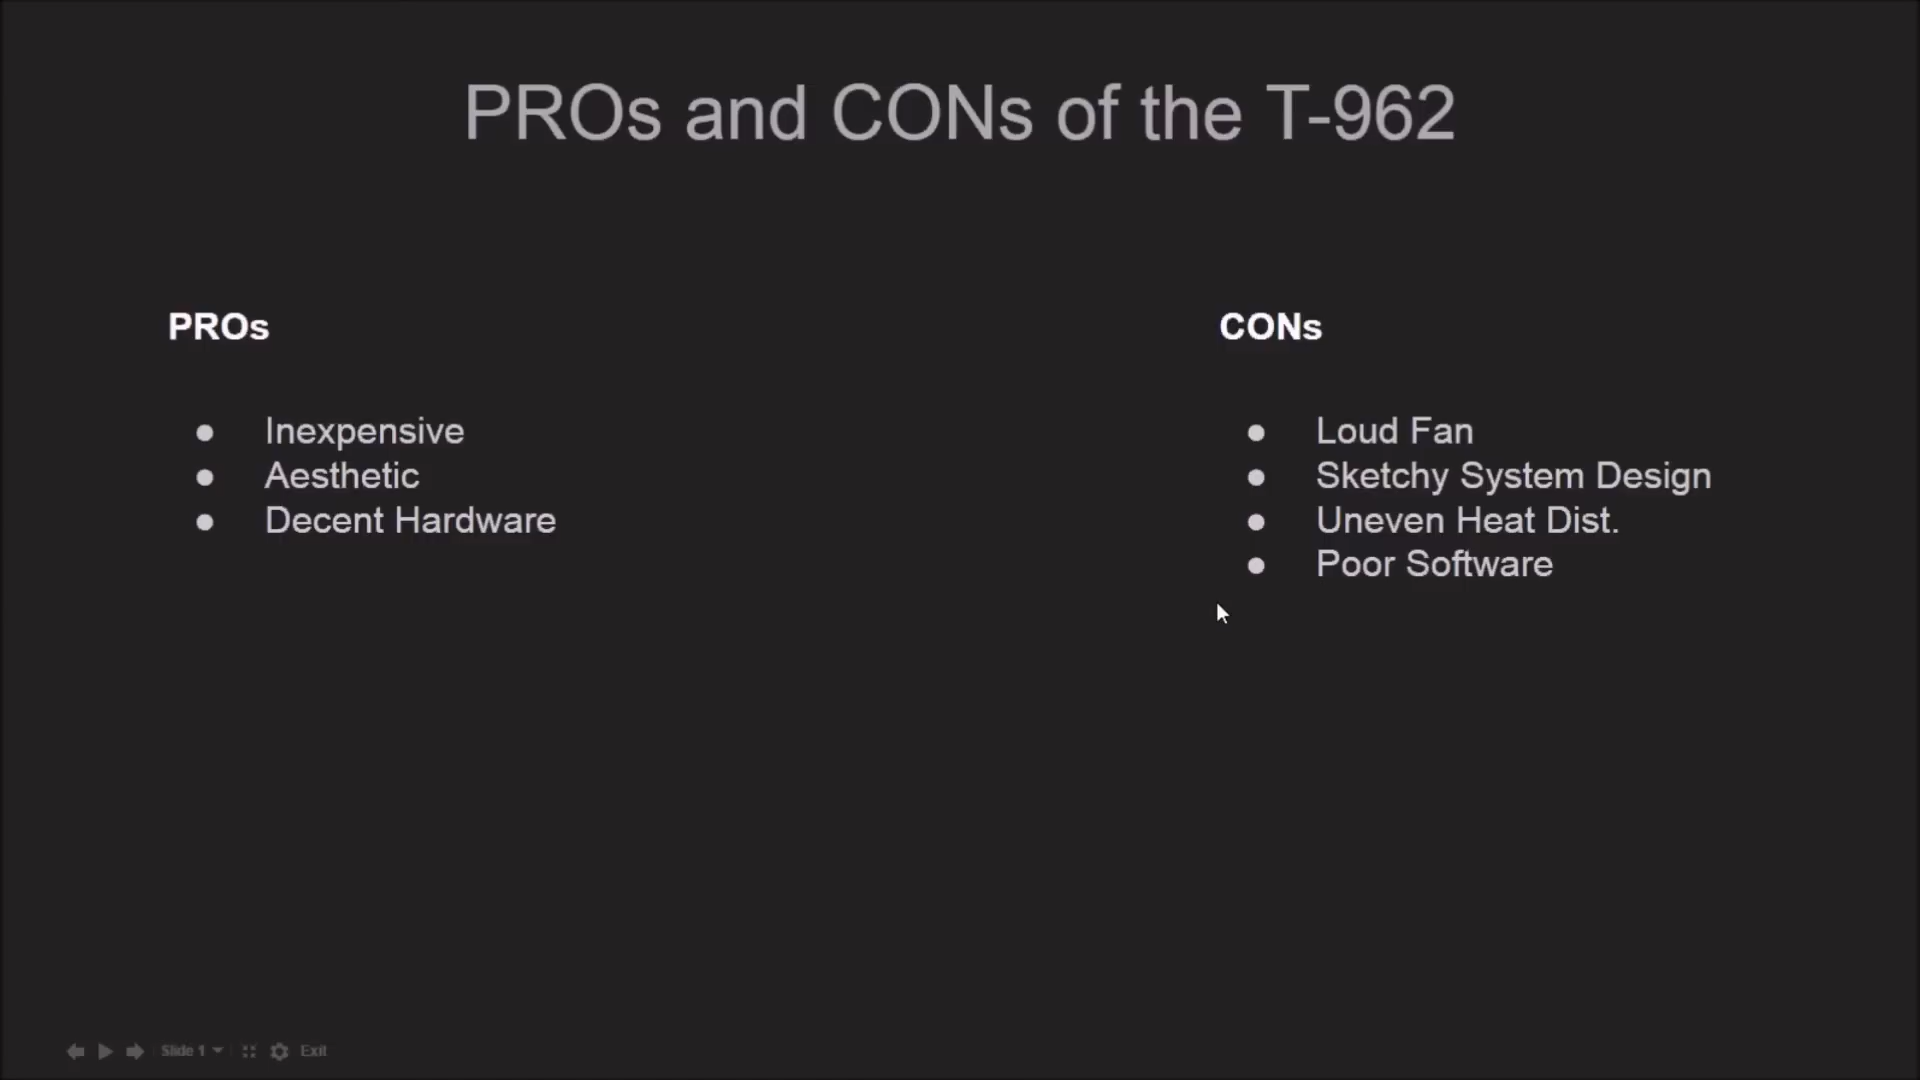 PROs and CONs of the T-962
PROs
Inexpensive
Aesthetic
Decent Hardware
CONs
Loud Fan
Sketchy System Design
Uneven Heat Dist.
Poor Software
Slide 1
Exit